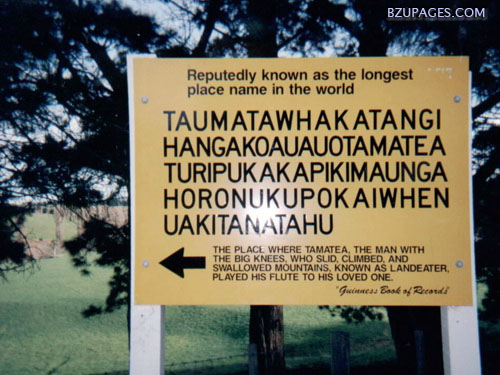 BZUPAGES.COM
Reputedly known as the longest
place name in the world
TAUMATAWHAKATANGI
HANGAKOAUAUOTAMATEA
TURIPUKAKAPIKIMAUNGA
HORONUKUPOKAIWHEN
UAKITANATAHU
THE PLACE WHERE TAMATEA, THE MAN WITH
THE BIG KNEES, WHO SLID, CLIMBED, AND
SWALLOWED MOUNTAINS, KNOWN AS LANDEATER,
PLAYED HIS FLUTE TO HIS LOVED ONE.
"Guinness Book of Records"